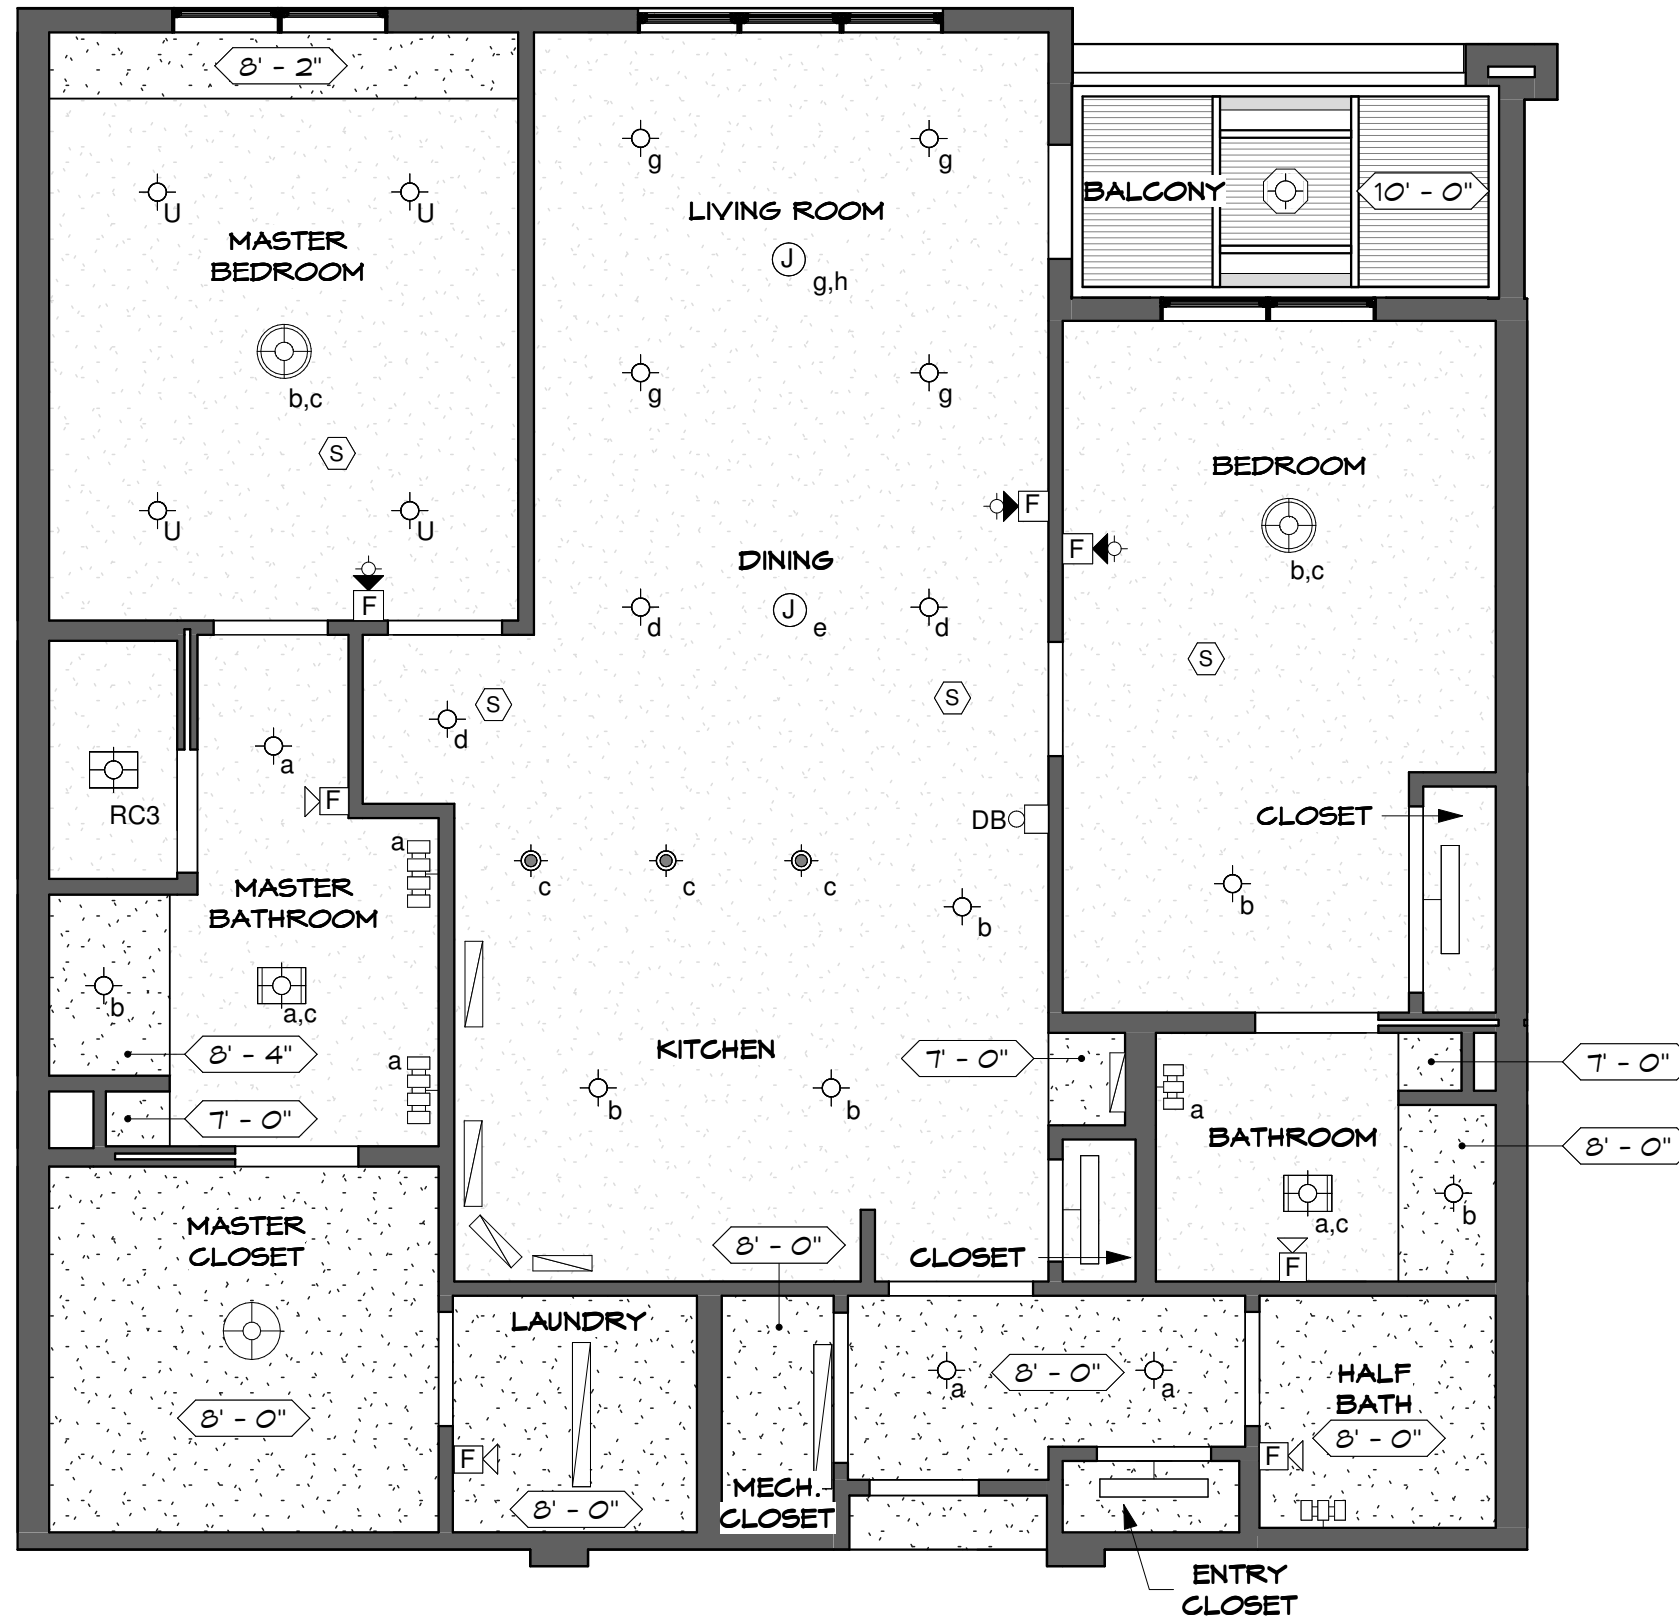 8' - 2"
g
g
U
U
LIVING ROOM
BALCONY
10' - 0"
MASTER
BEDROOM
J
g,h
b,c
g
g
S
BEDROOM
U
U
F
F
b,c
DINING
F
J
e
d
d
S
S
S
d
a
F
RC3
DB
CLOSET
a
c
c
c
b
b
MASTER
BATHROOM
b
a,c
8' - 4"
a
KITCHEN
7' - 0"
7' - 0"
b
b
a
7' - 0"
BATHROOM
8' - 0"
b
a,c
F
MASTER
CLOSET
8' - 0"
CLOSET
LAUNDRY
8' - 0"
a
8' - 0"
a
HALF
BATH
8' - 0"
F
F
MECH.
CLOSET
8' - 0"
ENTRY
CLOSET